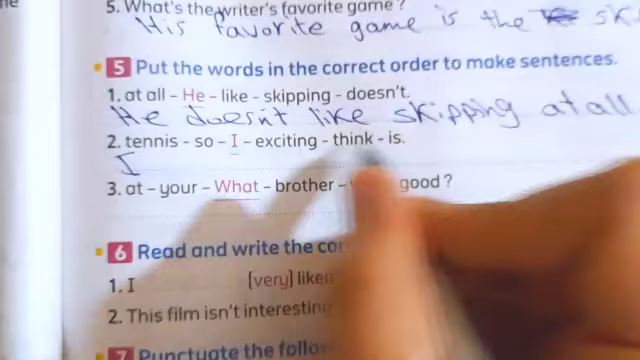 5. What's the writer's favorite game?
His favorite game is the sk
5 Put the words in the correct order to make sentences.
1. at all - He - like - skipping - doesn't.
He doesn't like skipping at all
2. tennis - so - I - exciting - think - is.
I
3. at - your - What - brother - good?
6 Read and write the cor
1. I [very] liken
2. This film isn't interesting
7 Punctuate the follo